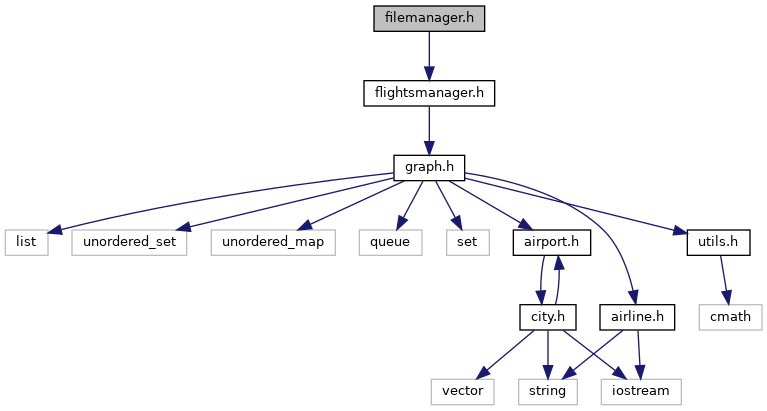 filemanager.h
flightsmanager.h
graph.h
list
unordered_set
unordered_map
queue
set
airport.h
utils.h
city.h
airline.h
cmath
vector
string
iostream